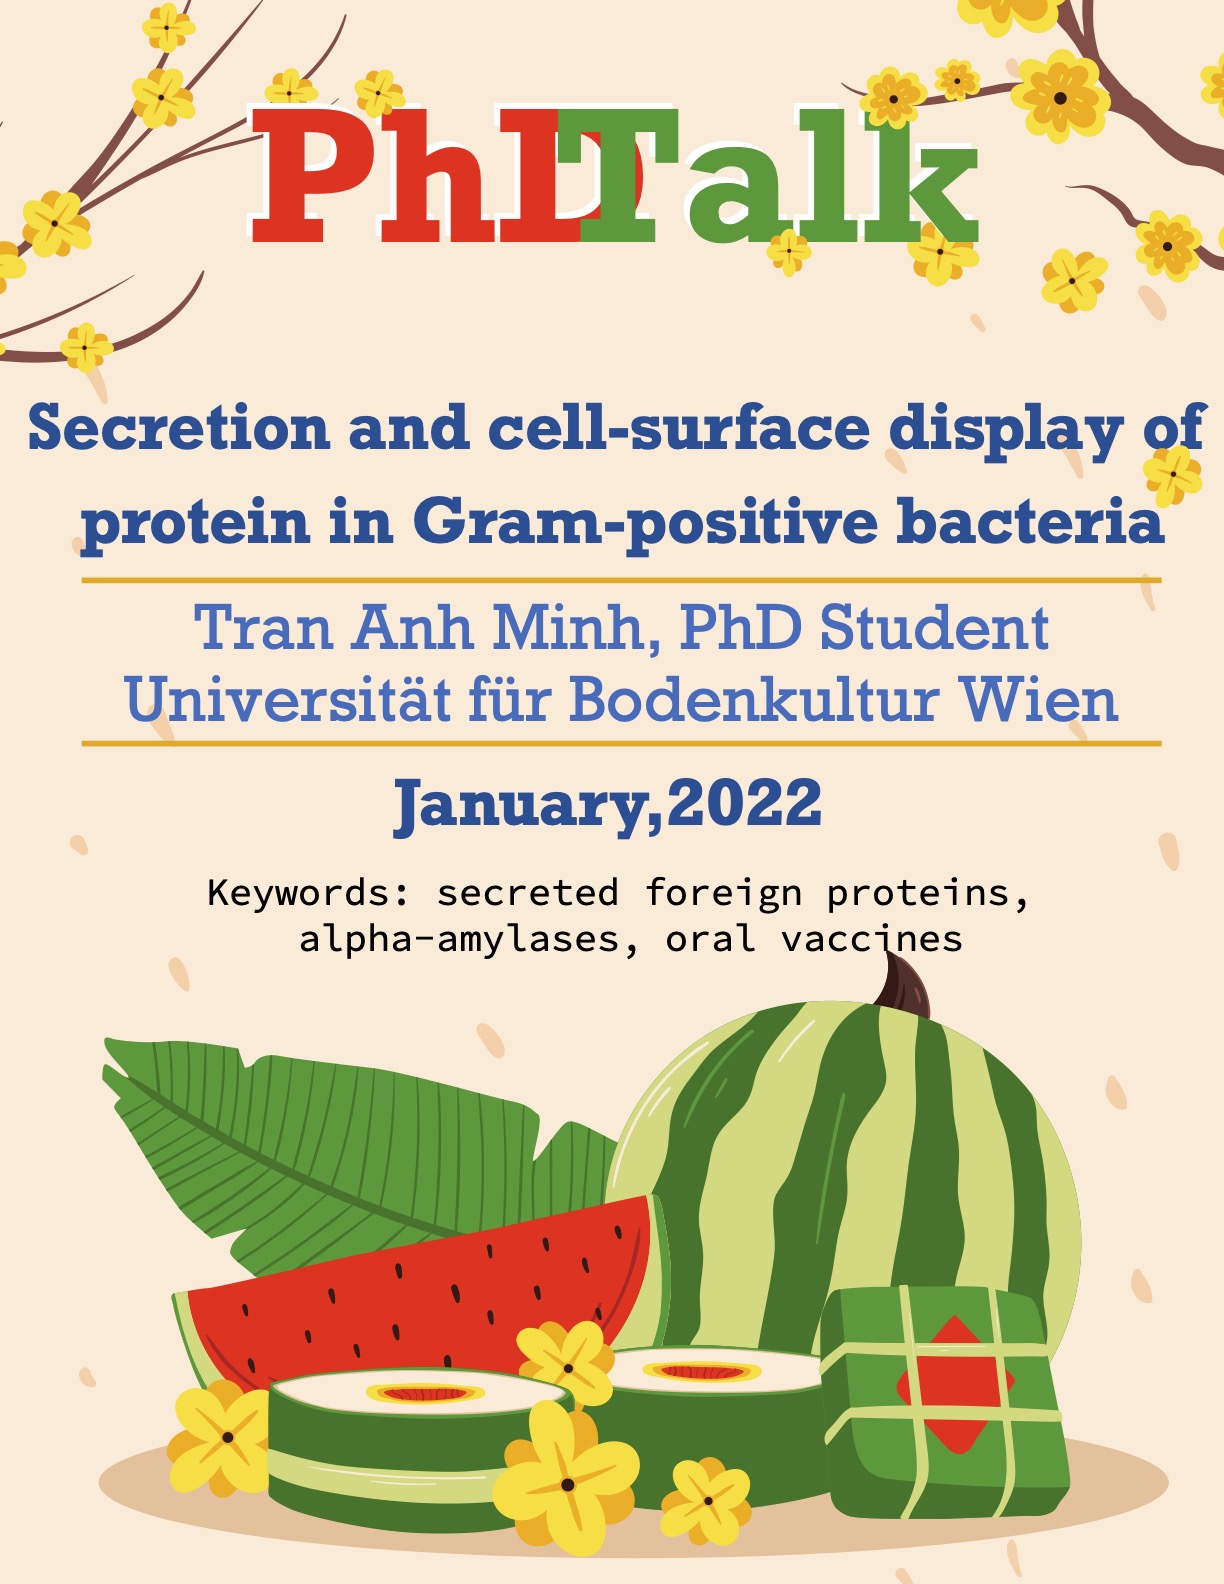 PhDTalk
Secretion and cell-surface display of
protein in Gram-positive bacteria
Tran Anh Minh, PhD Student
Universität für Bodenkultur Wien
January,2022
Keywords: secreted foreign proteins,
alpha-amylases, oral vaccines